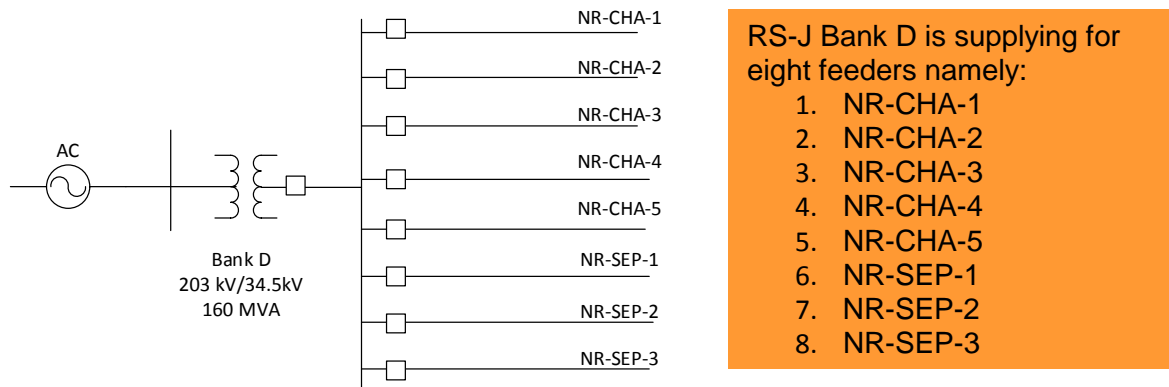 NR-CHA-1
NR-CHA-2
NR-CHA-3
AC
NR-CHA-4
NR-CHA-5
Bank D
203 kV/34.5kV
160 MVA
NR-SEP-1
NR-SEP-2
NR-SEP-3
RS-J Bank D is supplying for
eight feeders namely:
1. NR-CHA-1
2. NR-CHA-2
3. NR-CHA-3
4. NR-CHA-4
5. NR-CHA-5
6. NR-SEP-1
7. NR-SEP-2
8. NR-SEP-3